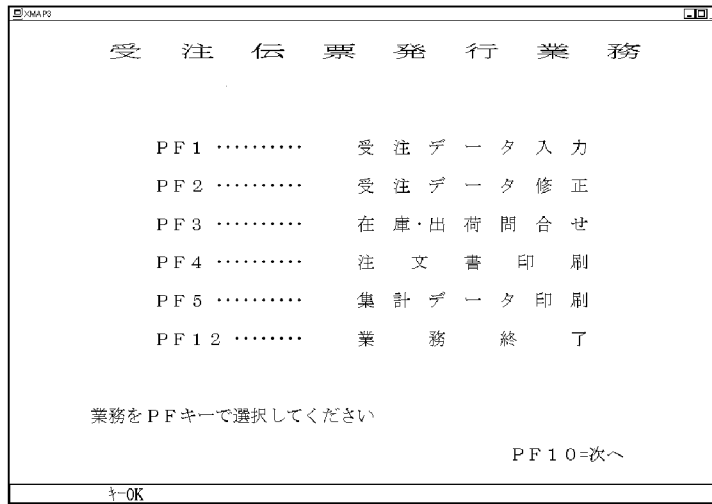 XMAP3
受注伝票発行業務
ＰＦ１ ･･････････ 受注データ入力
ＰＦ２ ･･････････ 受注データ修正
ＰＦ３ ･･････････ 在庫･出荷問合せ
ＰＦ４ ･･････････ 注文書印刷
ＰＦ５ ･･････････ 集計データ印刷
ＰＦ１２ ････････ 業務終了
業務をＰＦキーで選択してください
ＰＦ１０=次へ
ｷｰOK